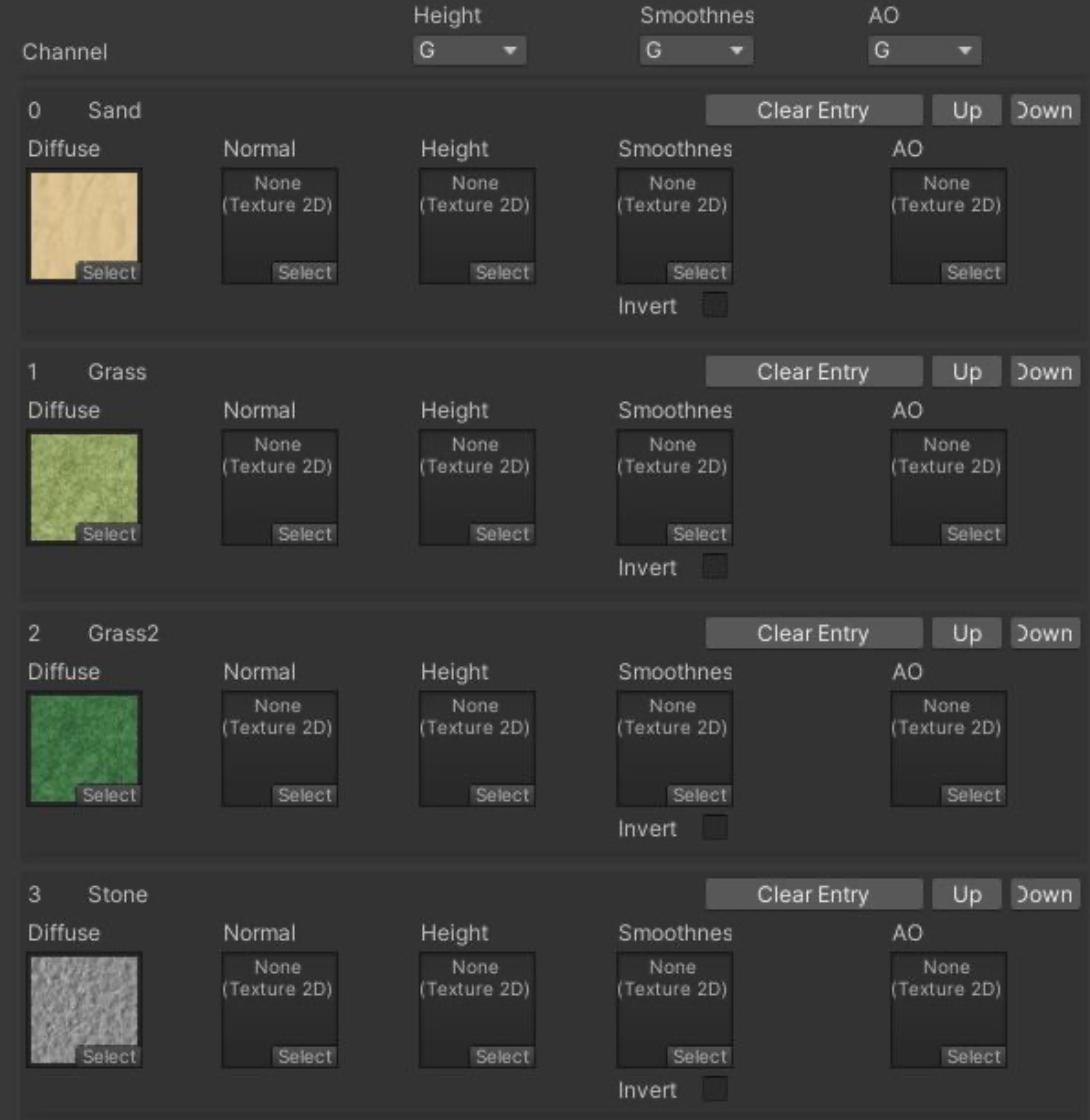 Height Smoothnes AO
Channel G G G
0 Sand Clear Entry Up Down
Diffuse Normal Height Smoothnes AO
None None None None
(Texture 2D) (Texture 2D) (Texture 2D) (Texture 2D)
Select Select Select Select Select
Invert
1 Grass Clear Entry Up Down
Diffuse Normal Height Smoothnes AO
None None None None
(Texture 2D) (Texture 2D) (Texture 2D) (Texture 2D)
Select Select Select Select Select
Invert
2 Grass2 Clear Entry Up Down
Diffuse Normal Height Smoothnes AO
None None None None
(Texture 2D) (Texture 2D) (Texture 2D) (Texture 2D)
Select Select Select Select Select
Invert
3 Stone Clear Entry Up Down
Diffuse Normal Height Smoothnes AO
None None None None
(Texture 2D) (Texture 2D) (Texture 2D) (Texture 2D)
Select Select Select Select Select
Invert